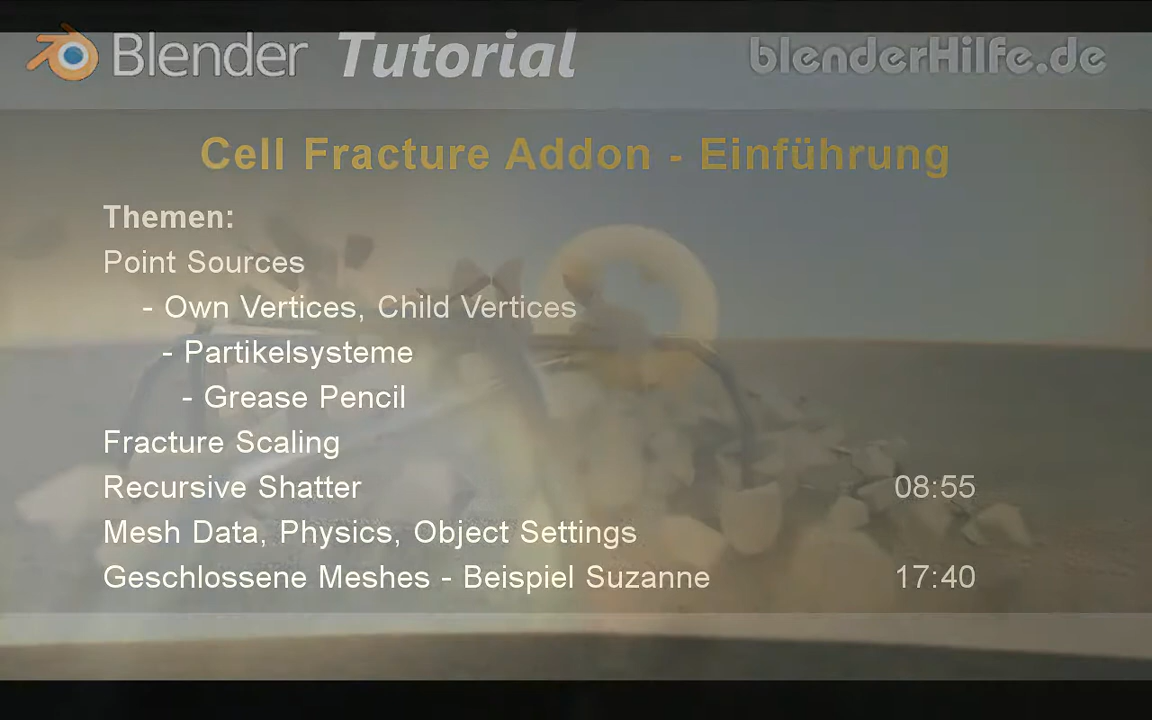 Blender Tutorial
blenderHilfe.de
Cell Fracture Addon - Einführung
Themen:
Point Sources
- Own Vertices, Child Vertices
- Partikelsysteme
- Grease Pencil
Fracture Scaling
Recursive Shatter 08:55
Mesh Data, Physics, Object Settings
Geschlossene Meshes - Beispiel Suzanne 17:40